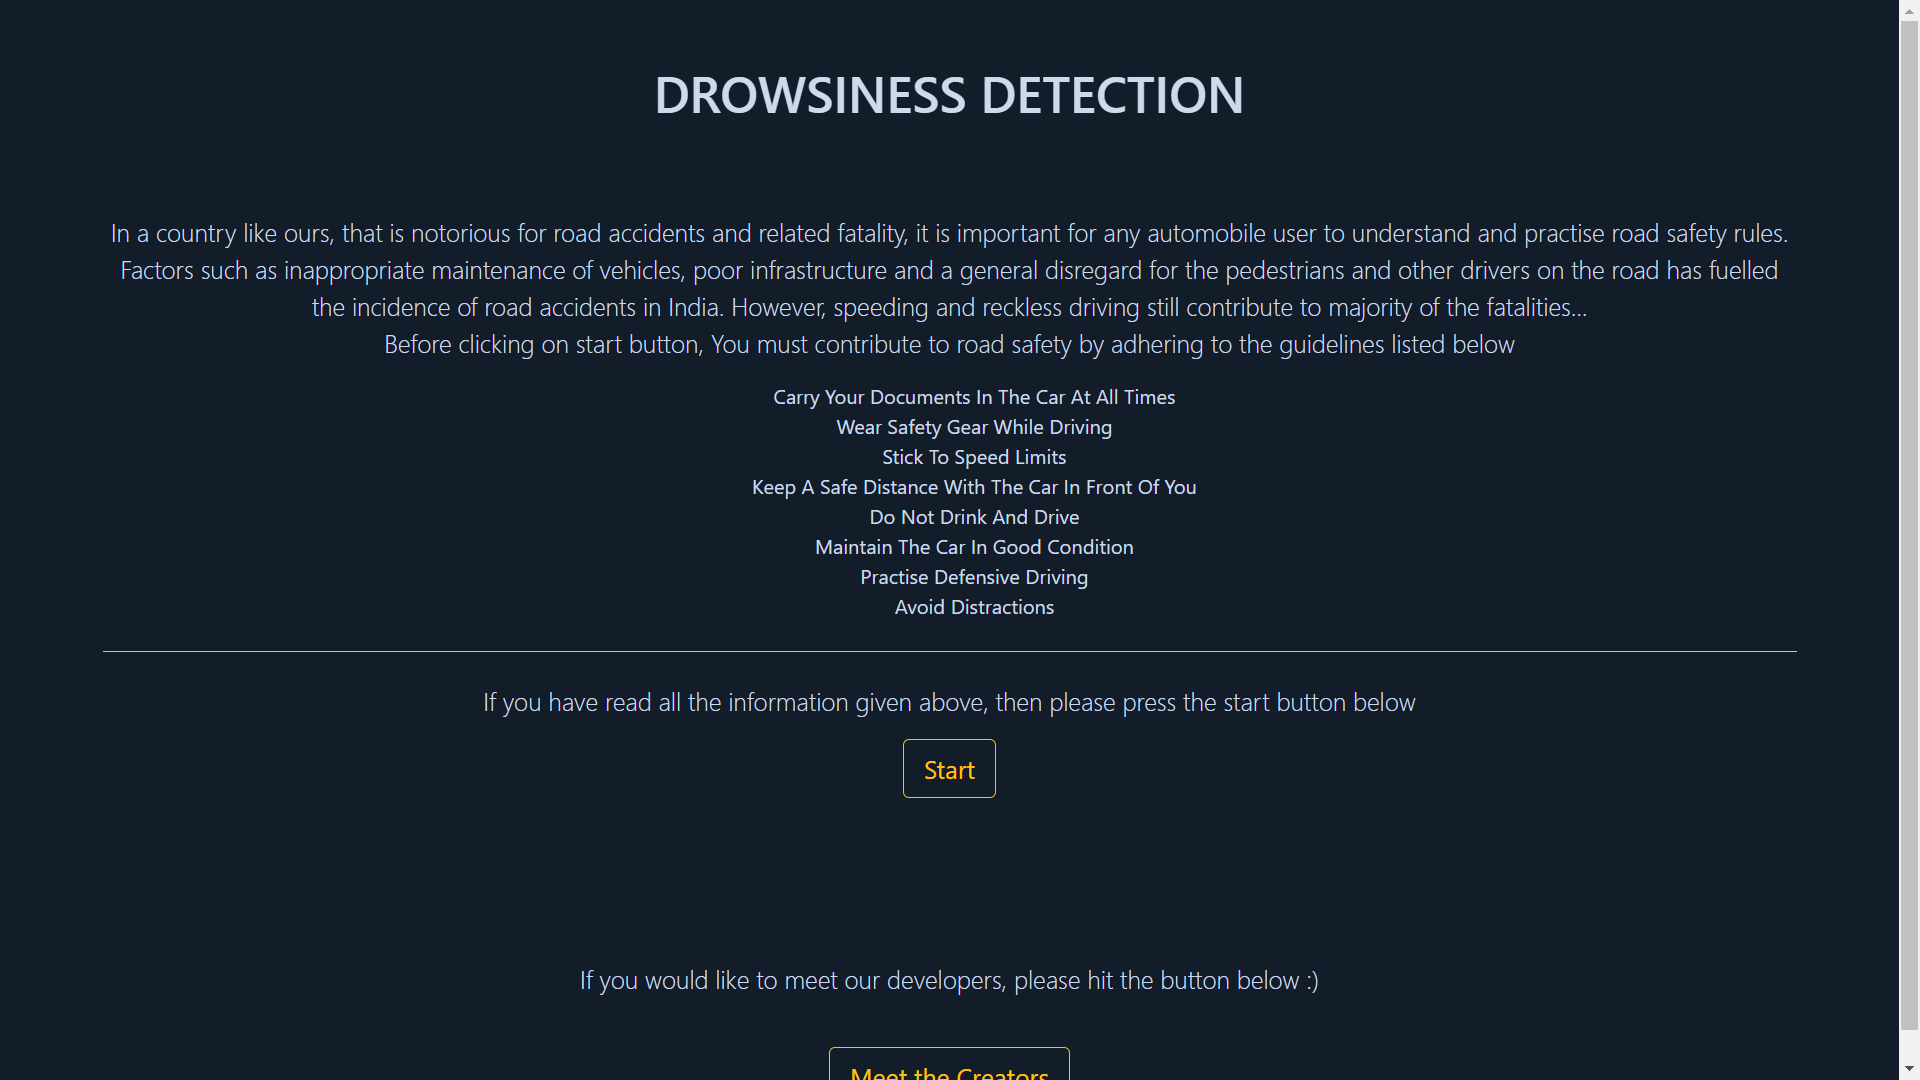 DROWSINESS DETECTION
In a country like ours, that is notorious for road accidents and related fatality, it is important for any automobile user to understand and practise road safety rules.
Factors such as inappropriate maintenance of vehicles, poor infrastructure and a general disregard for the pedestrians and other drivers on the road has fuelled
the incidence of road accidents in India. However, speeding and reckless driving still contribute to majority of the fatalities...
Before clicking on start button, You must contribute to road safety by adhering to the guidelines listed below
Carry Your Documents In The Car At All Times
Wear Safety Gear While Driving
Stick To Speed Limits
Keep A Safe Distance With The Car In Front Of You
Do Not Drink And Drive
Maintain The Car In Good Condition
Practise Defensive Driving
Avoid Distractions
If you have read all the information given above, then please press the start button below
Start
If you would like to meet our developers, please hit the button below :)
Meet the Creators